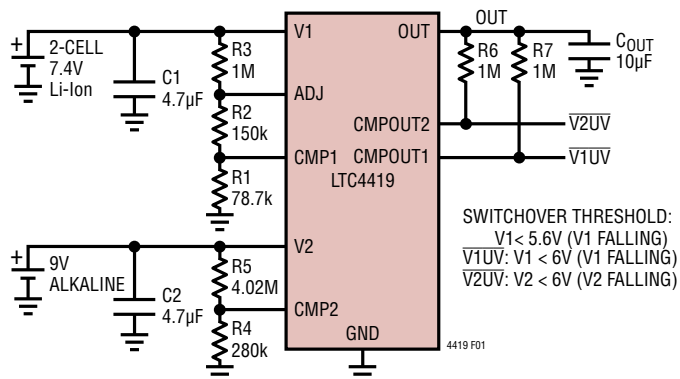 +
2-CELL
7.4V
Li-Ion
C1
4.7µF
R3
1M
R2
150k
R1
78.7k
V1
ADJ
CMP1
V2
CMP2
GND
LTC4419
OUT
CMPOUT2
CMPOUT1
OUT
R6
1M
R7
1M
COUT
10µF
V2UV
V1UV
SWITCHOVER THRESHOLD:
V1< 5.6V (V1 FALLING)
V1UV: V1 < 6V (V1 FALLING)
V2UV: V2 < 6V (V2 FALLING)
+
9V
ALKALINE
C2
4.7µF
R5
4.02M
R4
280k
4419 F01